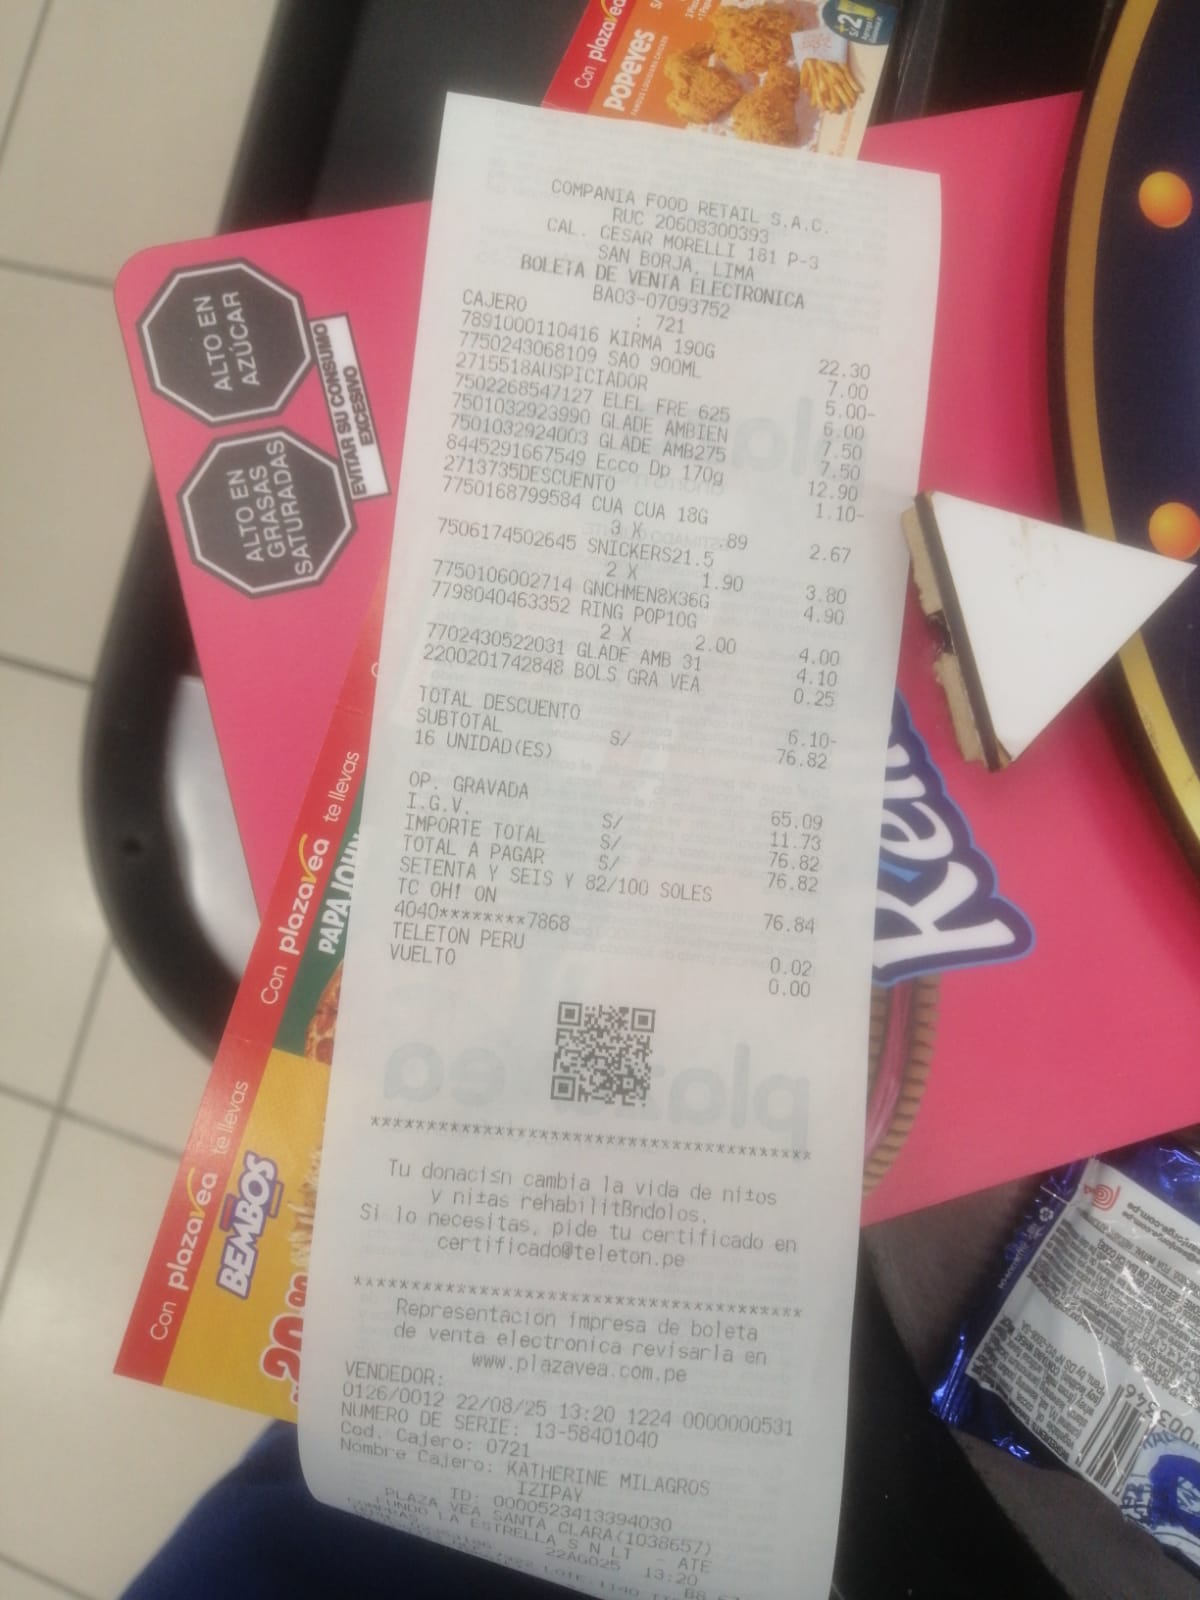 Con plazavea
POPEYES
FAMOUS LOUISIANA CHICKEN
COMPANIA FOOD RETAIL S.A.C.
RUC 20608300393
CAL. CESAR MORELLI 181 P-3
SAN BORJA, LIMA
BOLETA DE VENTA ELECTRONICA
BA03-07093752
CAJERO : 721
7891000110416 KIRMA 190G 22.30
7750243068109 SAO 900ML 7.00
2715518AUSPICIADOR 5.00-
7502268547127 ELFL FRE 625 6.00
7501032923990 GLADE AMBIEN 7.50
7501032924003 GLADE AMB275 7.50
8445291667549 Ecco Dp 170g 12.90
2713735DESCUENTO 1.10-
7750168799584 CUA CUA 18G
3 X .89 2.67
7506174502645 SNICKERS21.5
2 X 1.90 3.80
7750106002714 GNCHMEN8X36G 4.90
7798040463352 RING POP10G
2 X 2.00 4.00
7702430522031 GLADE AMB 31 4.10
2200201742848 BOLS GRA VEA 0.25
TOTAL DESCUENTO 6.10-
SUBTOTAL S/ 76.82
16 UNIDAD(ES)
OP. GRAVADA S/ 65.09
I.G.V. S/ 11.73
IMPORTE TOTAL S/ 76.82
TOTAL A PAGAR 76.82
SETENTA Y SEIS Y 82/100 SOLES
TC OH! ON 76.84
4040********7868
TELETON PERU 0.02
VUELTO 0.00
***************************************
Tu donacisn cambia la vida de ni±os
y ni±as rehabilitßndolos.
Si lo necesitas, pide tu certificado en
certificado@teleton.pe
***************************************
Representacion impresa de boleta
de venta electronica revisarla en
www.plazavea.com.pe
VENDEDOR:
0126/0012 22/08/25 13:20 1224 0000000531
NUMERO DE SERIE: 13-58401040
Cod. Cajero: 0721
Nombre Cajero: KATHERINE MILAGROS
IZIPAY
ID: 0000523413394030
PLAZA VEA SANTA CLARA(1038657)
FUNDO LA ESTRELLA S N LT - ATE
COMPRAS 22AGO25 13:20
ALTO EN
AZÚCAR
ALTO EN
GRASAS
SATURADAS
EVITAR SU CONSUMO
EXCESIVO
Con plazavea te llevas
PAPA JOHN
Con plazavea te llevas
BEMBOS